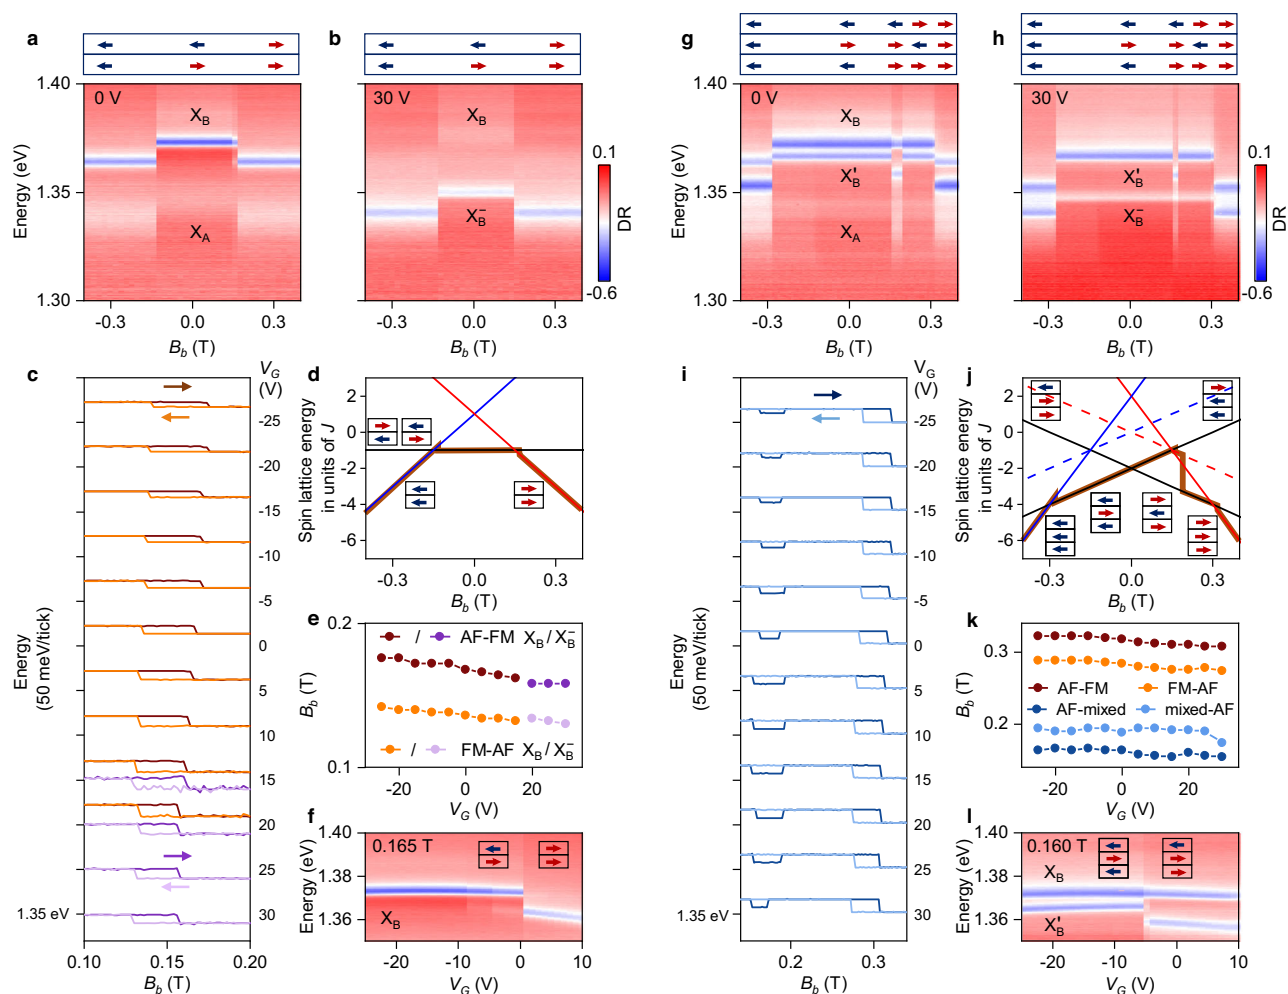 a
b
g
h
0 V
X_B
X_A
1.40
1.35
1.30
Energy (eV)
-0.3
0.0
0.3
B_b (T)
30 V
X_B
X_B^-
-0.3
0.0
0.3
B_b (T)
0.1
DR
-0.6
0 V
X_B
X_B'
X_A
1.40
1.35
1.30
Energy (eV)
-0.3
0.0
0.3
B_b (T)
30 V
X_B'
X_B^-
-0.3
0.0
0.3
B_b (T)
0.1
DR
-0.6
c
V_G
(V)
-25
-20
-15
-10
-5
0
5
10
15
20
25
30
Energy
(50 meV/tick)
1.35 eV
0.10
0.15
0.20
B_b (T)
d
Spin lattice energy
in units of J
2
0
-2
-4
-6
-0.3
0.0
0.3
B_b (T)
e
0.2
0.1
B_b (T)
/ AF-FM X_B / X_B^-
/ FM-AF X_B / X_B^-
-20
0
20
V_G (V)
f
0.165 T
X_B
1.40
1.38
1.36
Energy (eV)
-20
-10
0
10
V_G (V)
i
V_G
(V)
-25
-20
-15
-10
-5
0
5
10
15
20
25
30
Energy
(50 meV/tick)
1.35 eV
0.2
0.3
B_b (T)
j
Spin lattice energy
in units of J
2
0
-2
-4
-6
-0.3
0.0
0.3
B_b (T)
k
0.3
0.2
B_b (T)
AF-FM
FM-AF
AF-mixed
mixed-AF
-20
0
20
V_G (V)
l
0.160 T
X_B
X_B'
1.40
1.38
1.36
Energy (eV)
-20
-10
0
10
V_G (V)